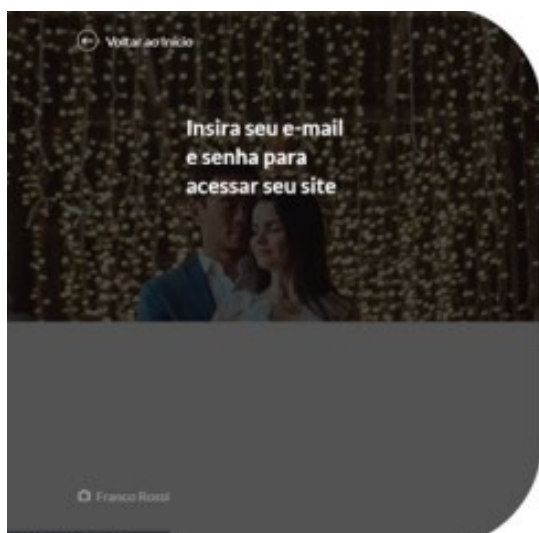 Voltar ao Início
Insira seu e-mail
e senha para
acessar seu site
Franco Rossi